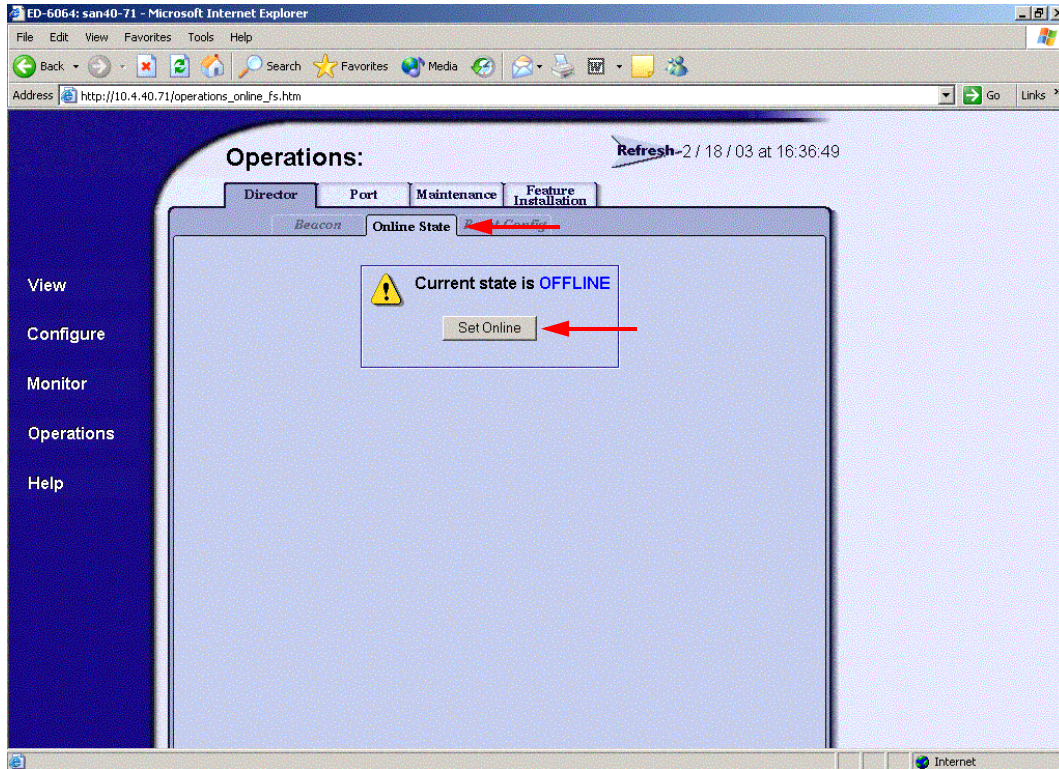 ED-6064: san40-71 - Microsoft Internet Explorer
File Edit View Favorites Tools Help
Back Search Favorites Media
Address http://10.4.40.71/operations_online_fs.htm Go Links »
Operations:
Refresh-2 / 18 / 03 at 16:36:49
Director Port Maintenance Feature Installation
Beacon Online State Config
Current state is OFFLINE
Set Online
View
Configure
Monitor
Operations
Help
Internet